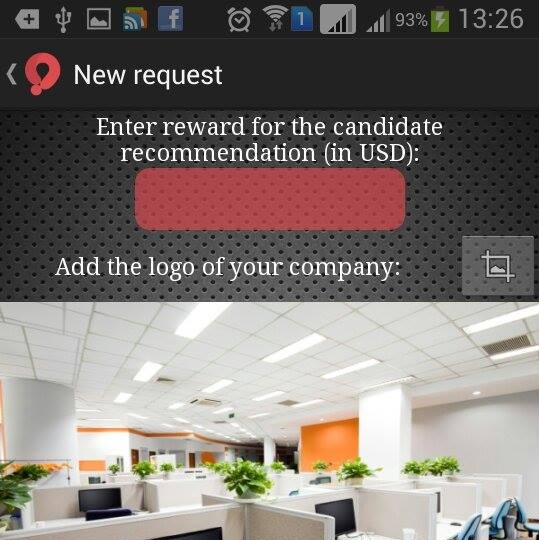 1 93% 13:26
New request
Enter reward for the candidate
recommendation (in USD):
Add the logo of your company: